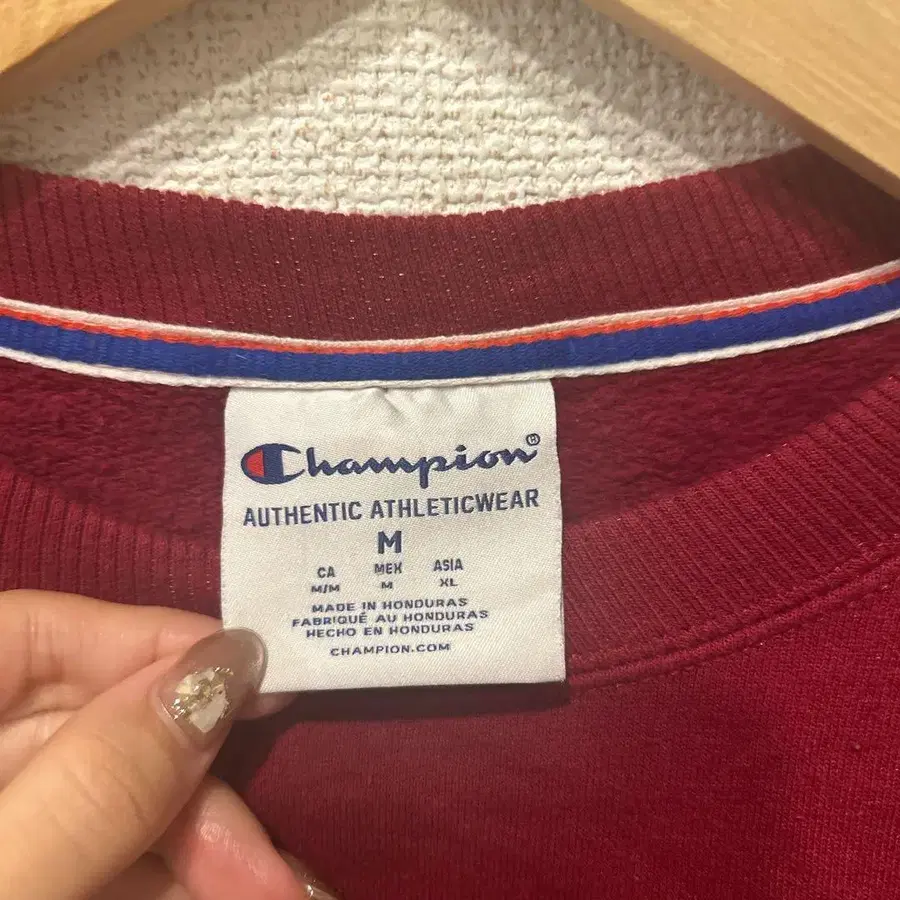 Champion®
AUTHENTIC ATHLETICWEAR
M
CA MEX ASIA
M/M M XL
MADE IN HONDURAS
FABRIQUÉ AU HONDURAS
HECHO EN HONDURAS
CHAMPION.COM